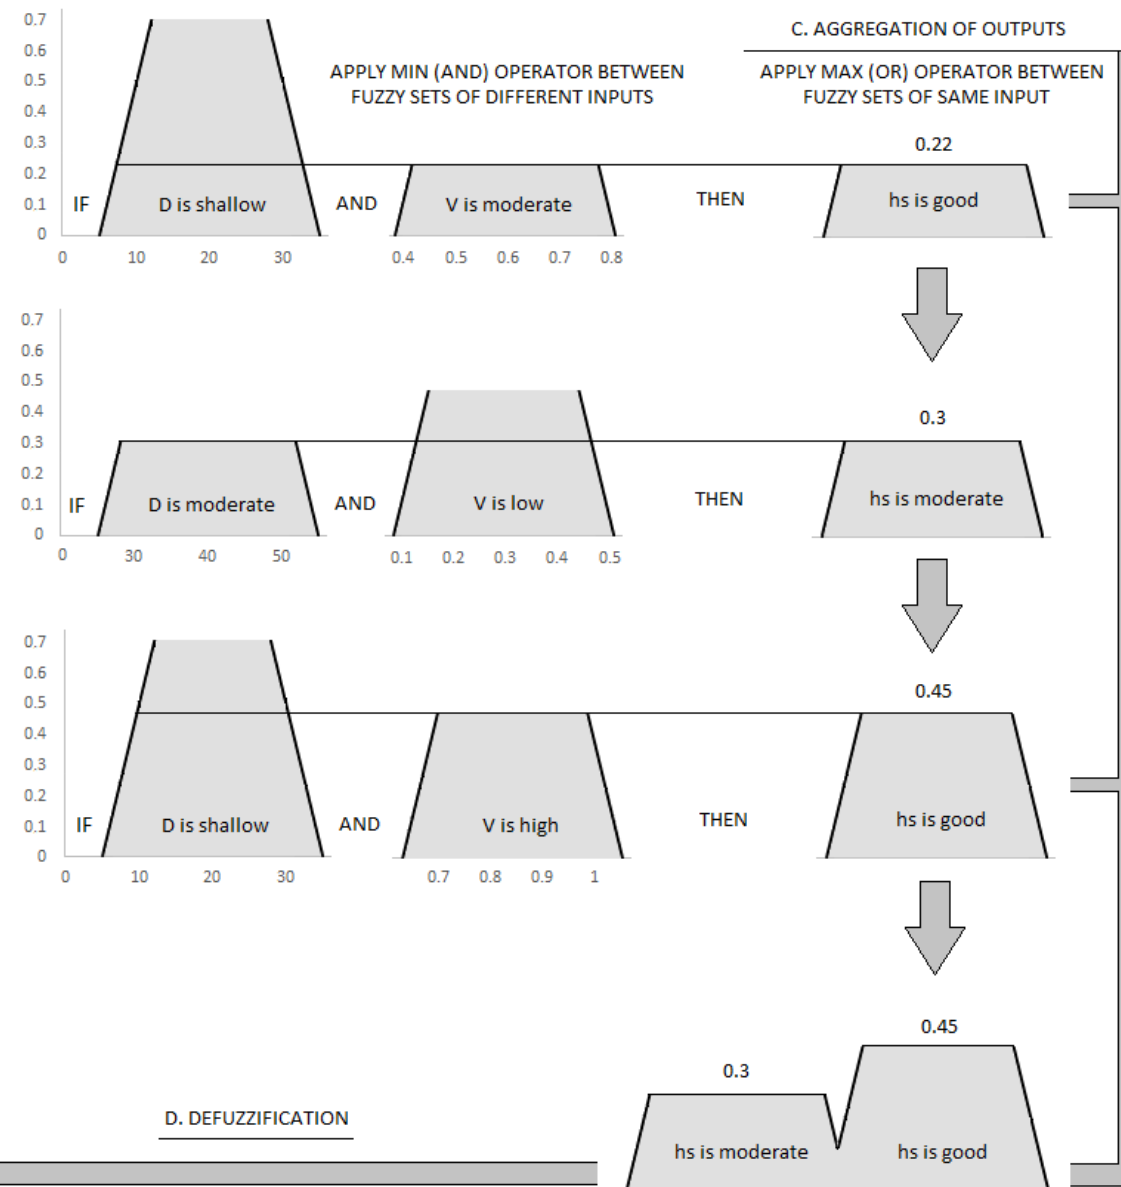 C. AGGREGATION OF OUTPUTS
APPLY MIN (AND) OPERATOR BETWEEN
FUZZY SETS OF DIFFERENT INPUTS
APPLY MAX (OR) OPERATOR BETWEEN
FUZZY SETS OF SAME INPUT
0.7
0.6
0.5
0.4
0.3
0.2
0.1
0
0.22
IF
D is shallow
AND
V is moderate
THEN
hs is good
0 10 20 30
0.4 0.5 0.6 0.7 0.8
0.7
0.6
0.5
0.4
0.3
0.2
0.1
0
0.3
IF
D is moderate
AND
V is low
THEN
hs is moderate
0 30 40 50
0.1 0.2 0.3 0.4 0.5
0.7
0.6
0.5
0.4
0.3
0.2
0.1
0
0.45
IF
D is shallow
AND
V is high
THEN
hs is good
0 10 20 30
0.7 0.8 0.9 1
0.45
0.3
D. DEFUZZIFICATION
hs is moderate
hs is good